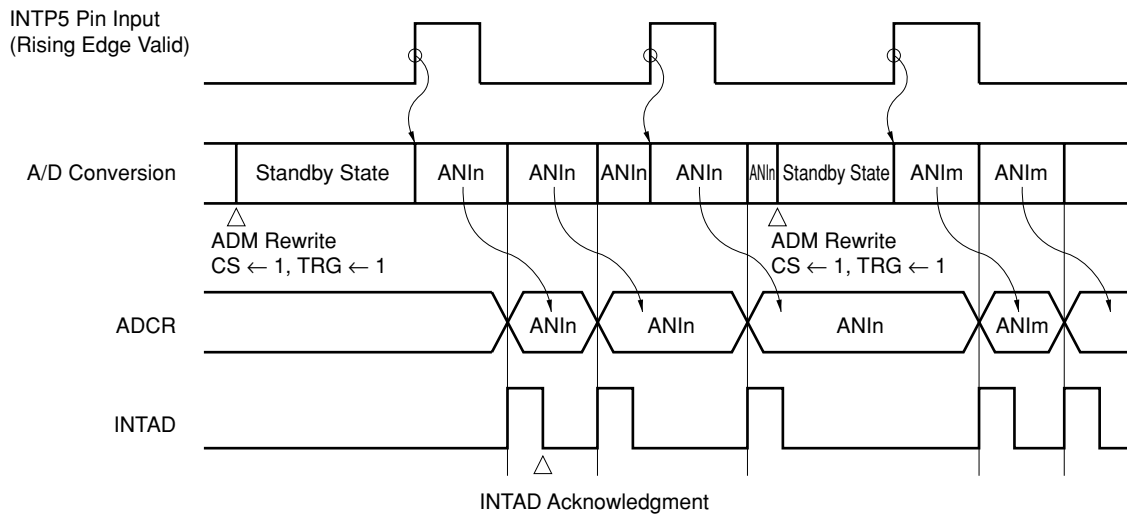 INTP5 Pin Input
(Rising Edge Valid)
A/D Conversion
Standby State
ANIn
ANIn
ANIn
ANIn
ANIn
Standby State
ANIm
ANIm
ADM Rewrite
CS ← 1, TRG ← 1
ADM Rewrite
CS ← 1, TRG ← 1
ADCR
ANIn
ANIn
ANIn
ANIm
INTAD
INTAD Acknowledgment